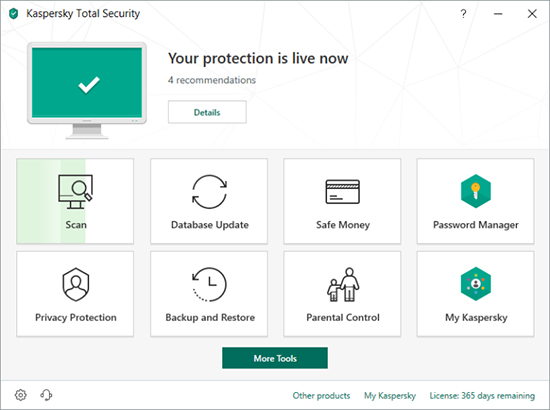 Kaspersky Total Security
?
Your protection is live now
4 recommendations
Details
Scan
Database Update
Safe Money
Password Manager
Privacy Protection
Backup and Restore
Parental Control
My Kaspersky
More Tools
Other products
My Kaspersky
License: 365 days remaining